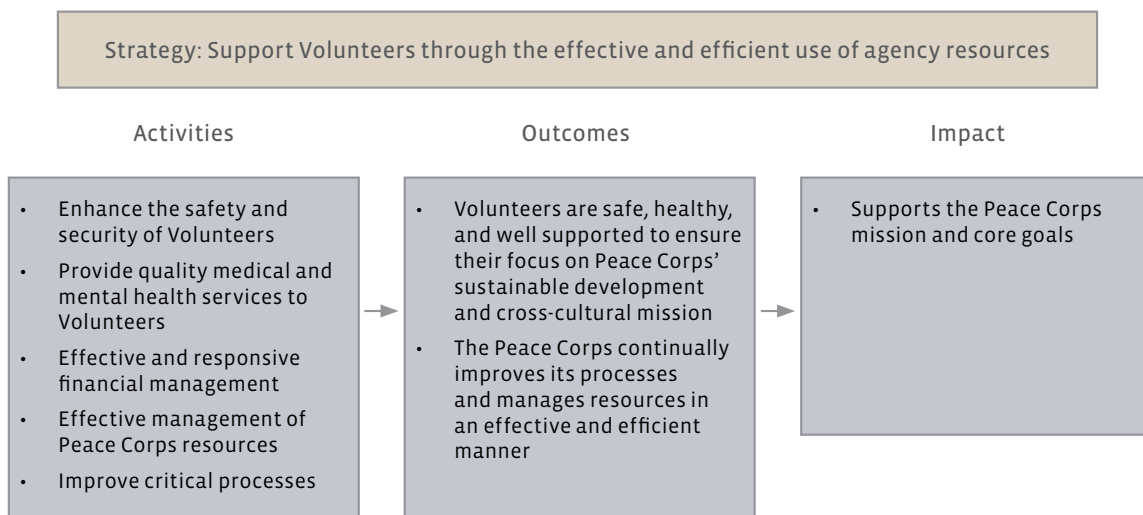 Strategy: Support Volunteers through the effective and efficient use of agency resources
Activities
• Enhance the safety and
security of Volunteers
• Provide quality medical and
mental health services to
Volunteers
• Effective and responsive
financial management
• Effective management of
Peace Corps resources
• Improve critical processes
Outcomes
• Volunteers are safe, healthy,
and well supported to ensure
their focus on Peace Corps’
sustainable development
and cross-cultural mission
• The Peace Corps continually
improves its processes
and manages resources in
an effective and efficient
manner
Impact
• Supports the Peace Corps
mission and core goals